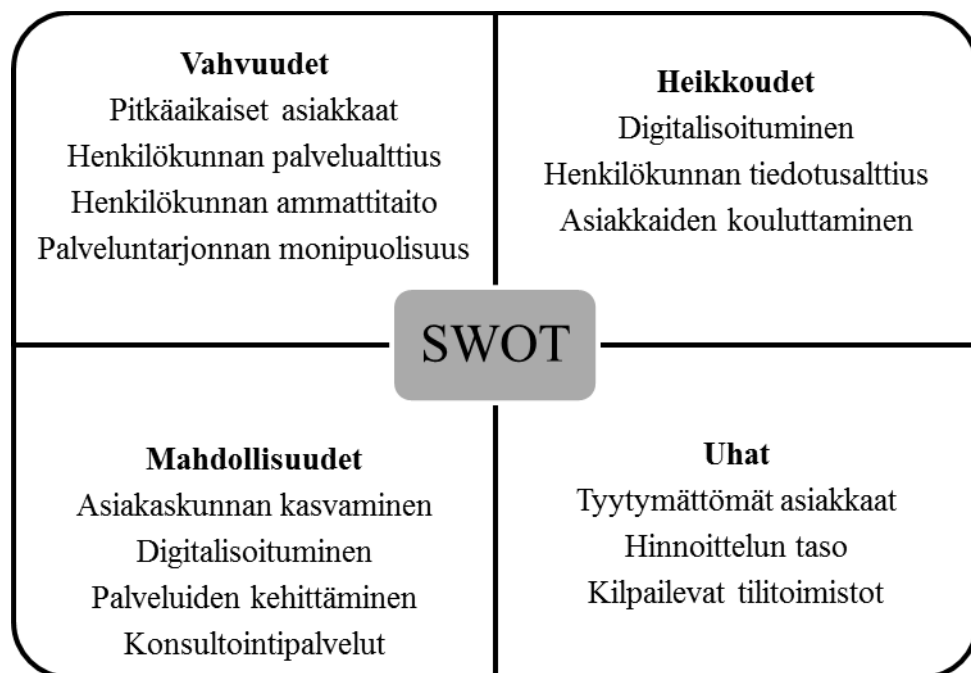 Vahvuudet
Pitkäaikaiset asiakkaat
Henkilökunnan palvelualttius
Henkilökunnan ammattitaito
Palveluntarjonnan monipuolisuus
Heikkoudet
Digitalisoituminen
Henkilökunnan tiedotusalttius
Asiakkaiden kouluttaminen
SWOT
Mahdollisuudet
Asiakaskunnan kasvaminen
Digitalisoituminen
Palveluiden kehittäminen
Konsultointipalvelut
Uhat
Tyytymättömät asiakkaat
Hinnoittelun taso
Kilpailevat tilitoimistot